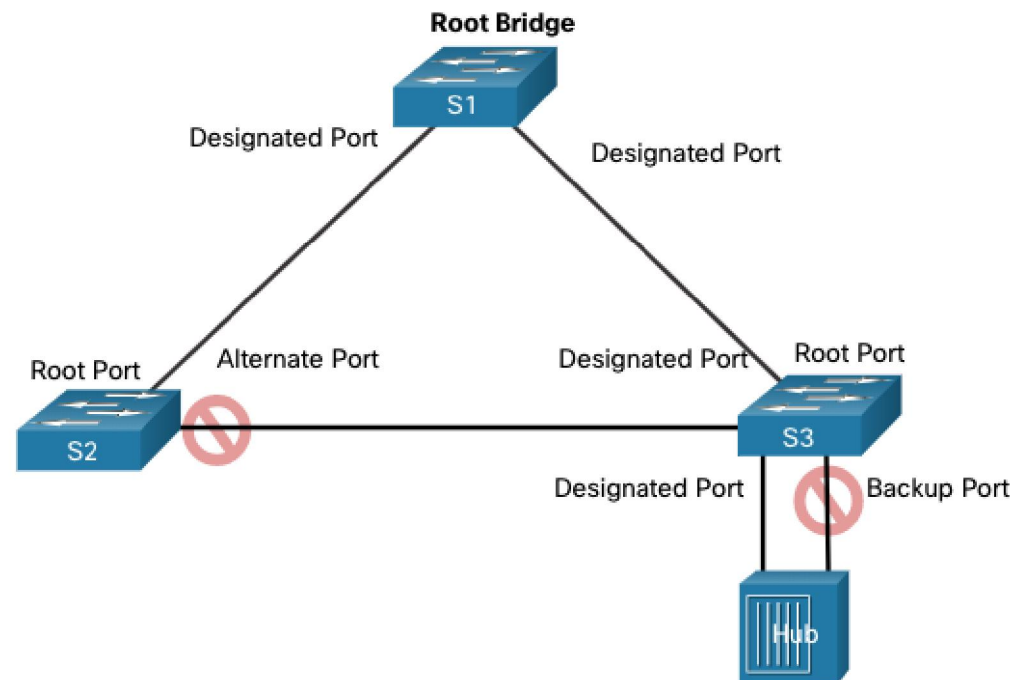 Root Bridge
S1
Designated Port
Designated Port
Root Port
Alternate Port
Designated Port
Root Port
S2
S3
Designated Port
Backup Port
Hub